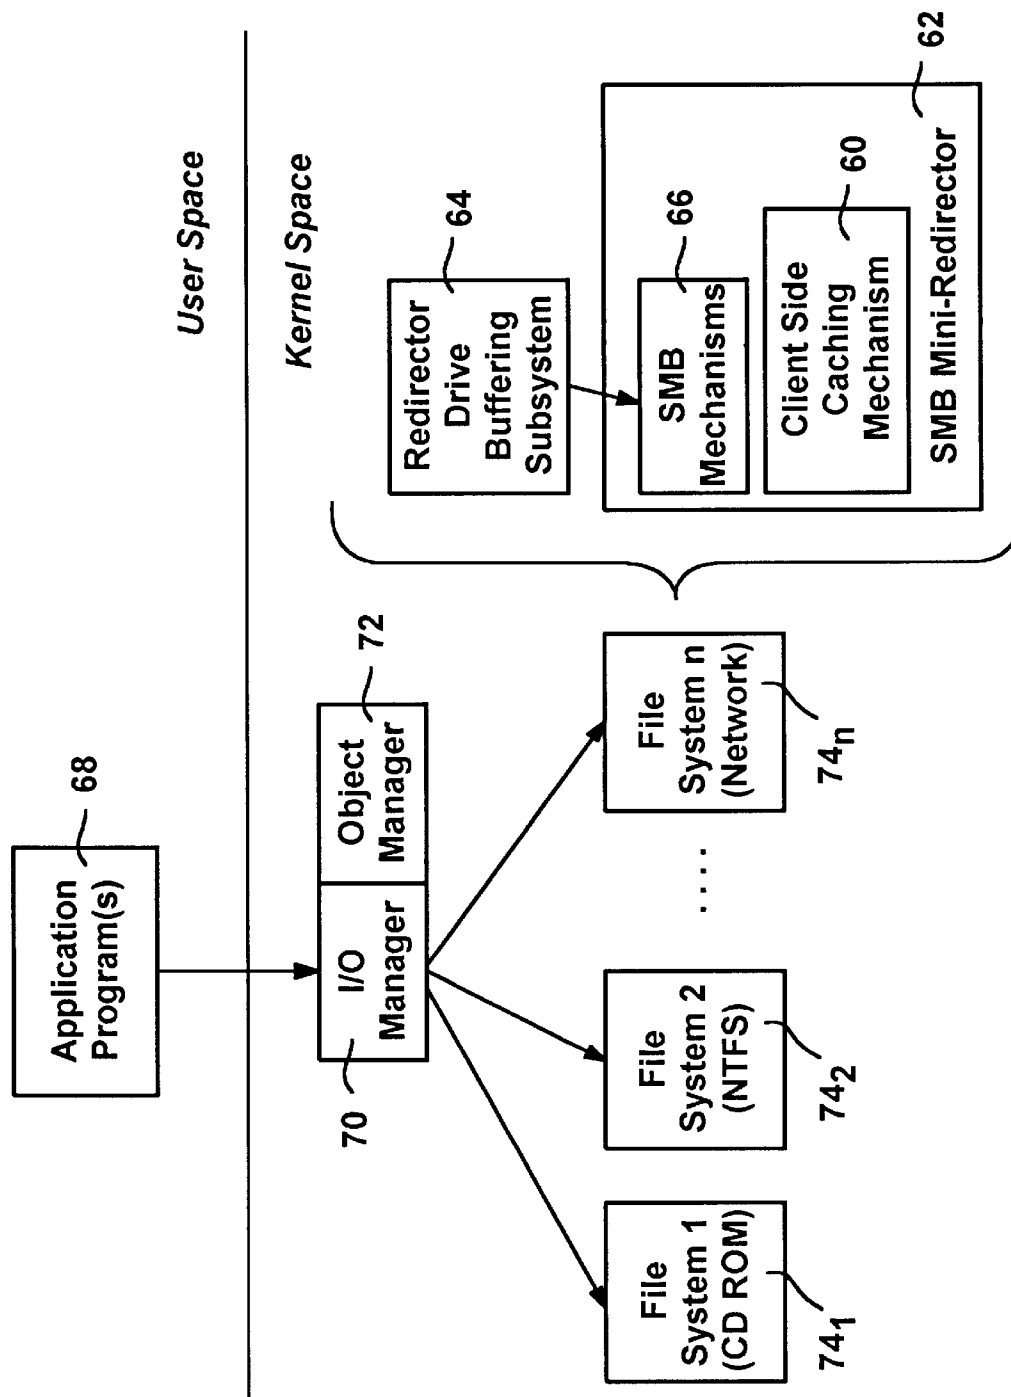 Application
Program(s)
68
User Space
Kernel Space
70
I/O
Manager
Object
Manager
72
File
System 1
(CD ROM)
74₁
File
System 2
(NTFS)
74₂
. . . .
File
System n
(Network)
74ₙ
Redirector
Drive
Buffering
Subsystem
64
SMB
Mechanisms
66
Client Side
Caching
Mechanism
60
SMB Mini-Redirector
62